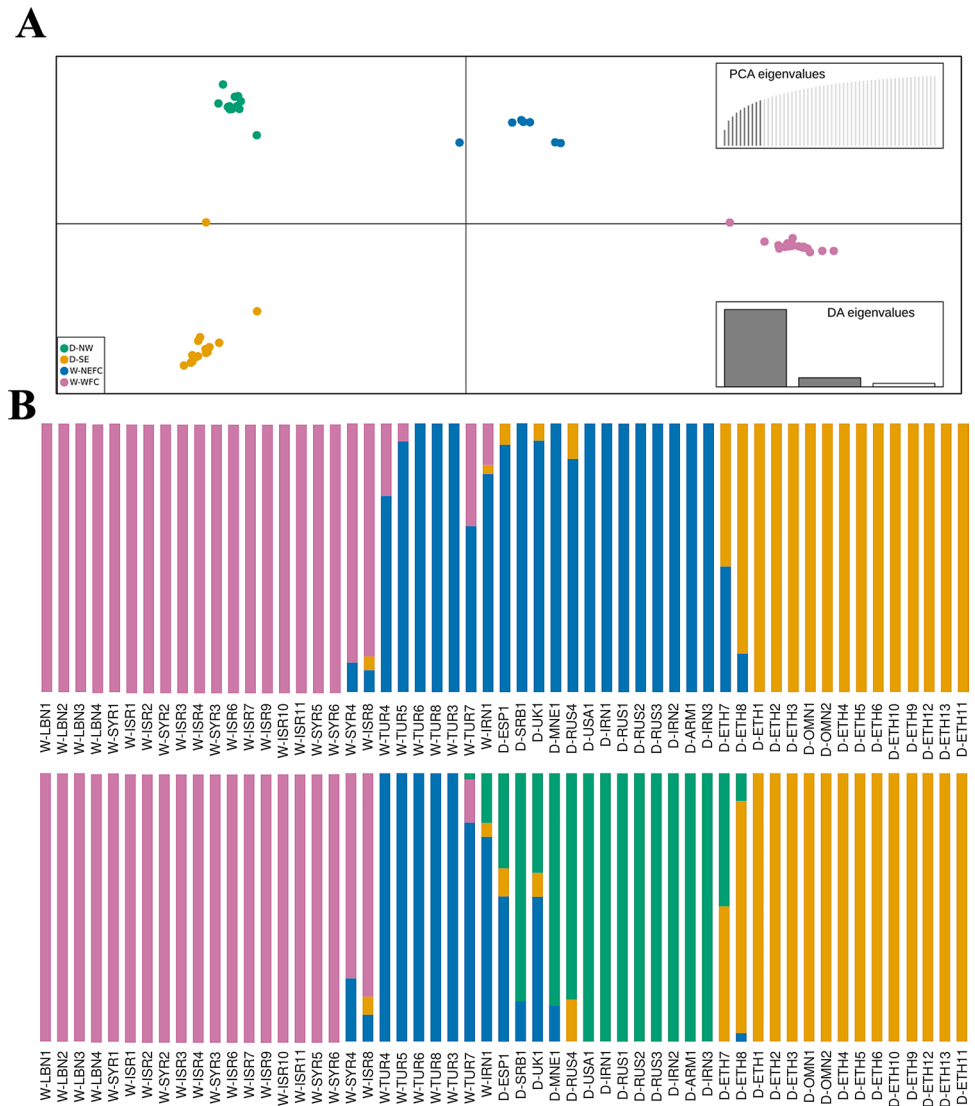 A
PCA eigenvalues
DA eigenvalues
D-NW
D-SE
W-NEFC
W-WFC
B
W-LBN1 W-LBN2 W-LBN3 W-LBN4 W-SYR1 W-ISR1 W-ISR2 W-SYR2 W-ISR3 W-ISR4 W-SYR3 W-ISR6 W-ISR7 W-ISR9 W-ISR10 W-ISR11 W-SYR5 W-SYR6 W-SYR4 W-ISR8 W-TUR4 W-TUR5 W-TUR6 W-TUR8 W-TUR3 W-TUR7 W-IRN1 D-ESP1 D-SRB1 D-UK1 D-MNE1 D-RUS4 D-USA1 D-IRN1 D-RUS1 D-RUS2 D-RUS3 D-IRN2 D-ARM1 D-IRN3 D-ETH7 D-ETH8 D-ETH1 D-ETH2 D-ETH3 D-OMN1 D-OMN2 D-ETH4 D-ETH5 D-ETH6 D-ETH10 D-ETH9 D-ETH12 D-ETH13 D-ETH11
W-LBN1 W-LBN2 W-LBN3 W-LBN4 W-SYR1 W-ISR1 W-ISR2 W-SYR2 W-ISR3 W-ISR4 W-SYR3 W-ISR6 W-ISR7 W-ISR9 W-ISR10 W-ISR11 W-SYR5 W-SYR6 W-SYR4 W-ISR8 W-TUR4 W-TUR5 W-TUR6 W-TUR8 W-TUR3 W-TUR7 W-IRN1 D-ESP1 D-SRB1 D-UK1 D-MNE1 D-RUS4 D-USA1 D-IRN1 D-RUS1 D-RUS2 D-RUS3 D-IRN2 D-ARM1 D-IRN3 D-ETH7 D-ETH8 D-ETH1 D-ETH2 D-ETH3 D-OMN1 D-OMN2 D-ETH4 D-ETH5 D-ETH6 D-ETH10 D-ETH9 D-ETH12 D-ETH13 D-ETH11